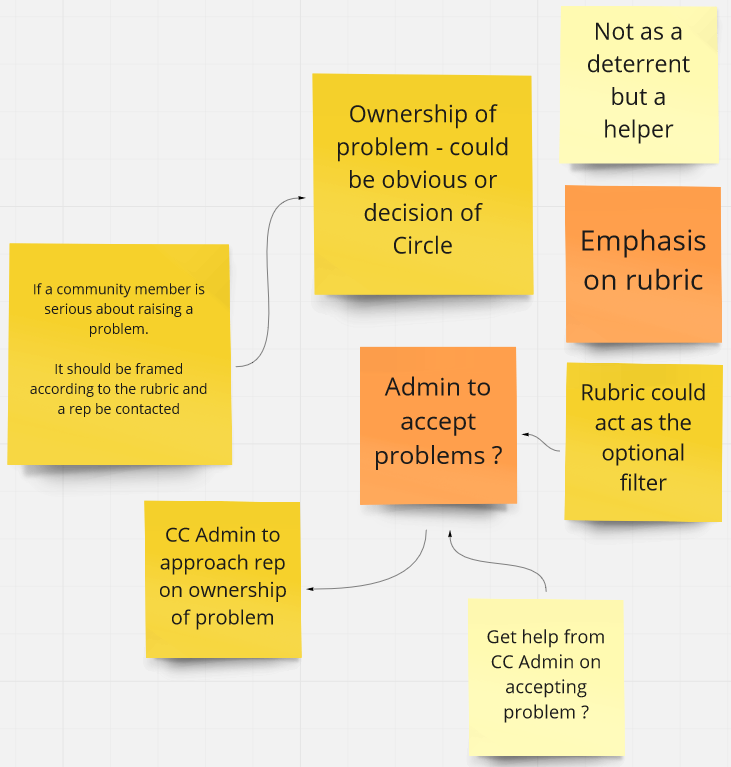 Not as a
deterrent
but a
helper
Ownership of
problem - could
be obvious or
decision of
Circle
Emphasis
on rubric
If a community member is
serious about raising a
problem.
It should be framed
according to the rubric and
a rep be contacted
Admin to
accept
problems ?
Rubric could
act as the
optional
filter
CC Admin to
approach rep
on ownership
of problem
Get help from
CC Admin on
accepting
problem ?